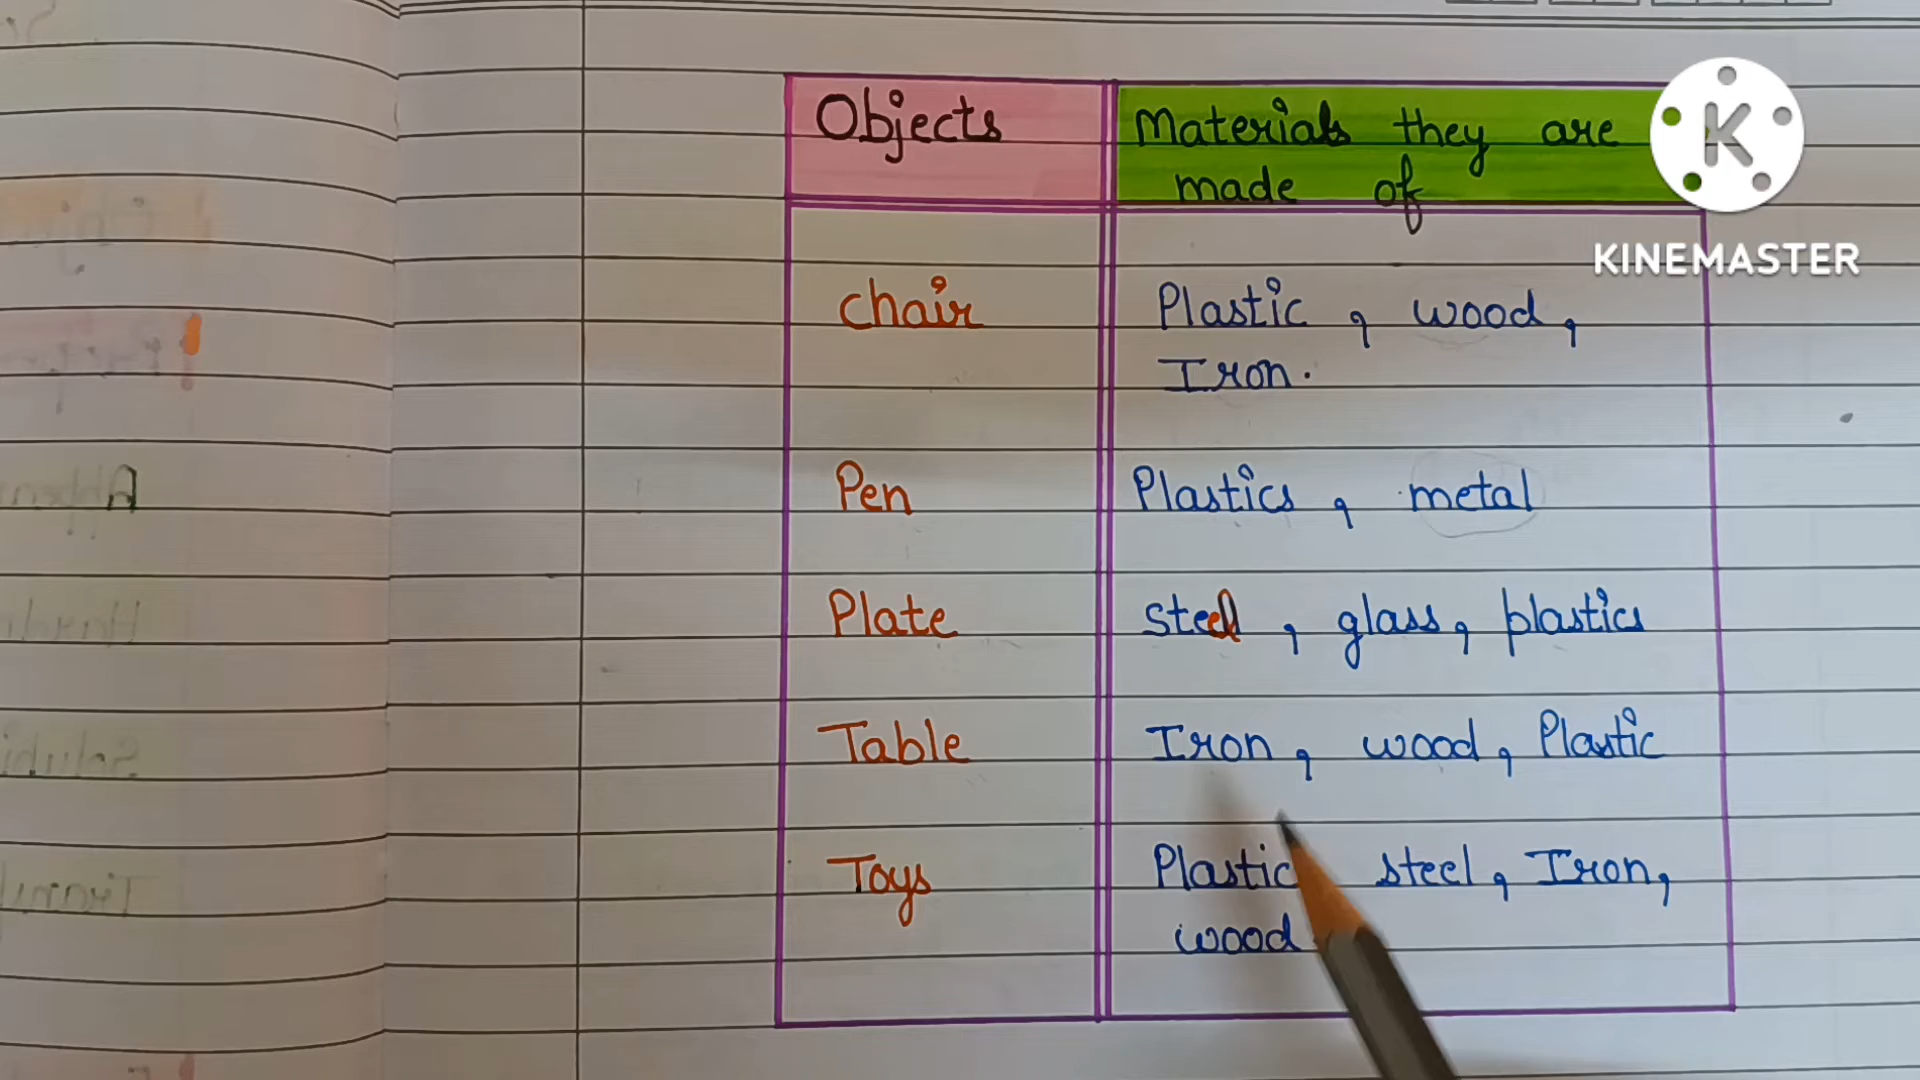 Objects
Materials they are
made of
K
KINEMASTER
Chair
Plastic, wood,
Iron.
Pen
Plastics, metal
Plate
Steel, glass, plastics
Table
Iron, wood, Plastic
Toys
Plastic steel, Iron,
wood